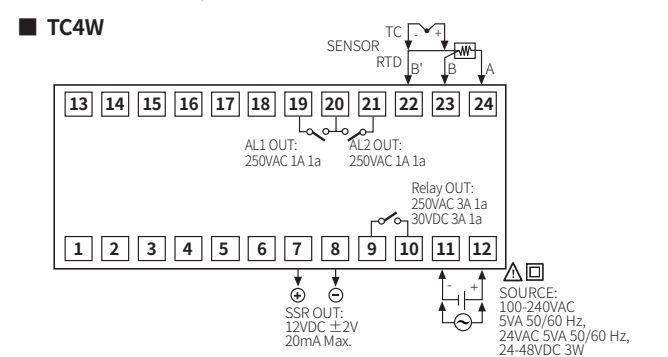 ■ TC4W
TC - +
SENSOR
RTD B' B A
13 14 15 16 17 18 19 20 21 22 23 24
AL1 OUT: AL2 OUT:
250VAC 1A 1a 250VAC 1A 1a
Relay OUT:
250VAC 3A 1a
30VDC 3A 1a
1 2 3 4 5 6 7 8 9 10 11 12
- +
SSR OUT:
12VDC ±2V
20mA Max.
SOURCE:
100-240VAC
5VA 50/60 Hz,
24VAC 5VA 50/60 Hz,
24-48VDC 3W